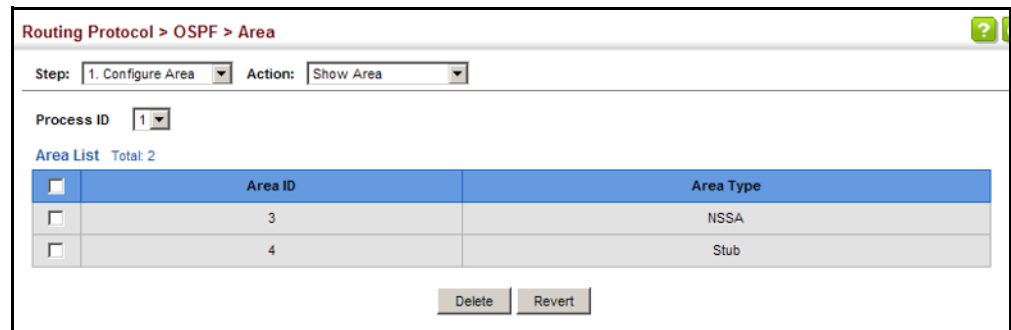 Routing Protocol > OSPF > Area
?
Step: 1. Configure Area Action: Show Area
Process ID 1
Area List Total: 2
Area ID Area Type
3 NSSA
4 Stub
Delete Revert